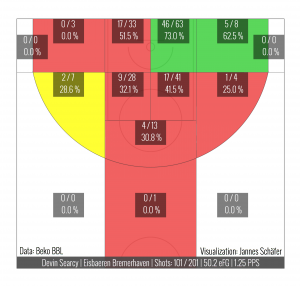 0 / 3
0.0 %
17 / 33
51.5 %
46 / 63
73.0 %
5 / 8
62.5 %
0 / 0
0.0 %
0 / 0
0.0 %
2 / 7
28.6 %
9 / 28
32.1 %
17 / 41
41.5 %
1 / 4
25.0 %
4 / 13
30.8 %
0 / 0
0.0 %
0 / 1
0.0 %
0 / 0
0.0 %
Data: Beko BBL
Visualization: Jannes Schäfer
Devin Searcy | Eisbaeren Bremerhaven | Shots: 101 / 201 | 50.2 eFG | 1.25 PPS